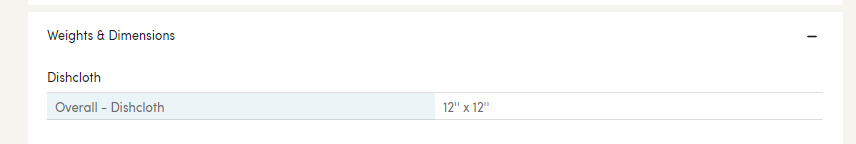 Weights & Dimensions
Dishcloth
Overall - Dishcloth 12'' x 12''